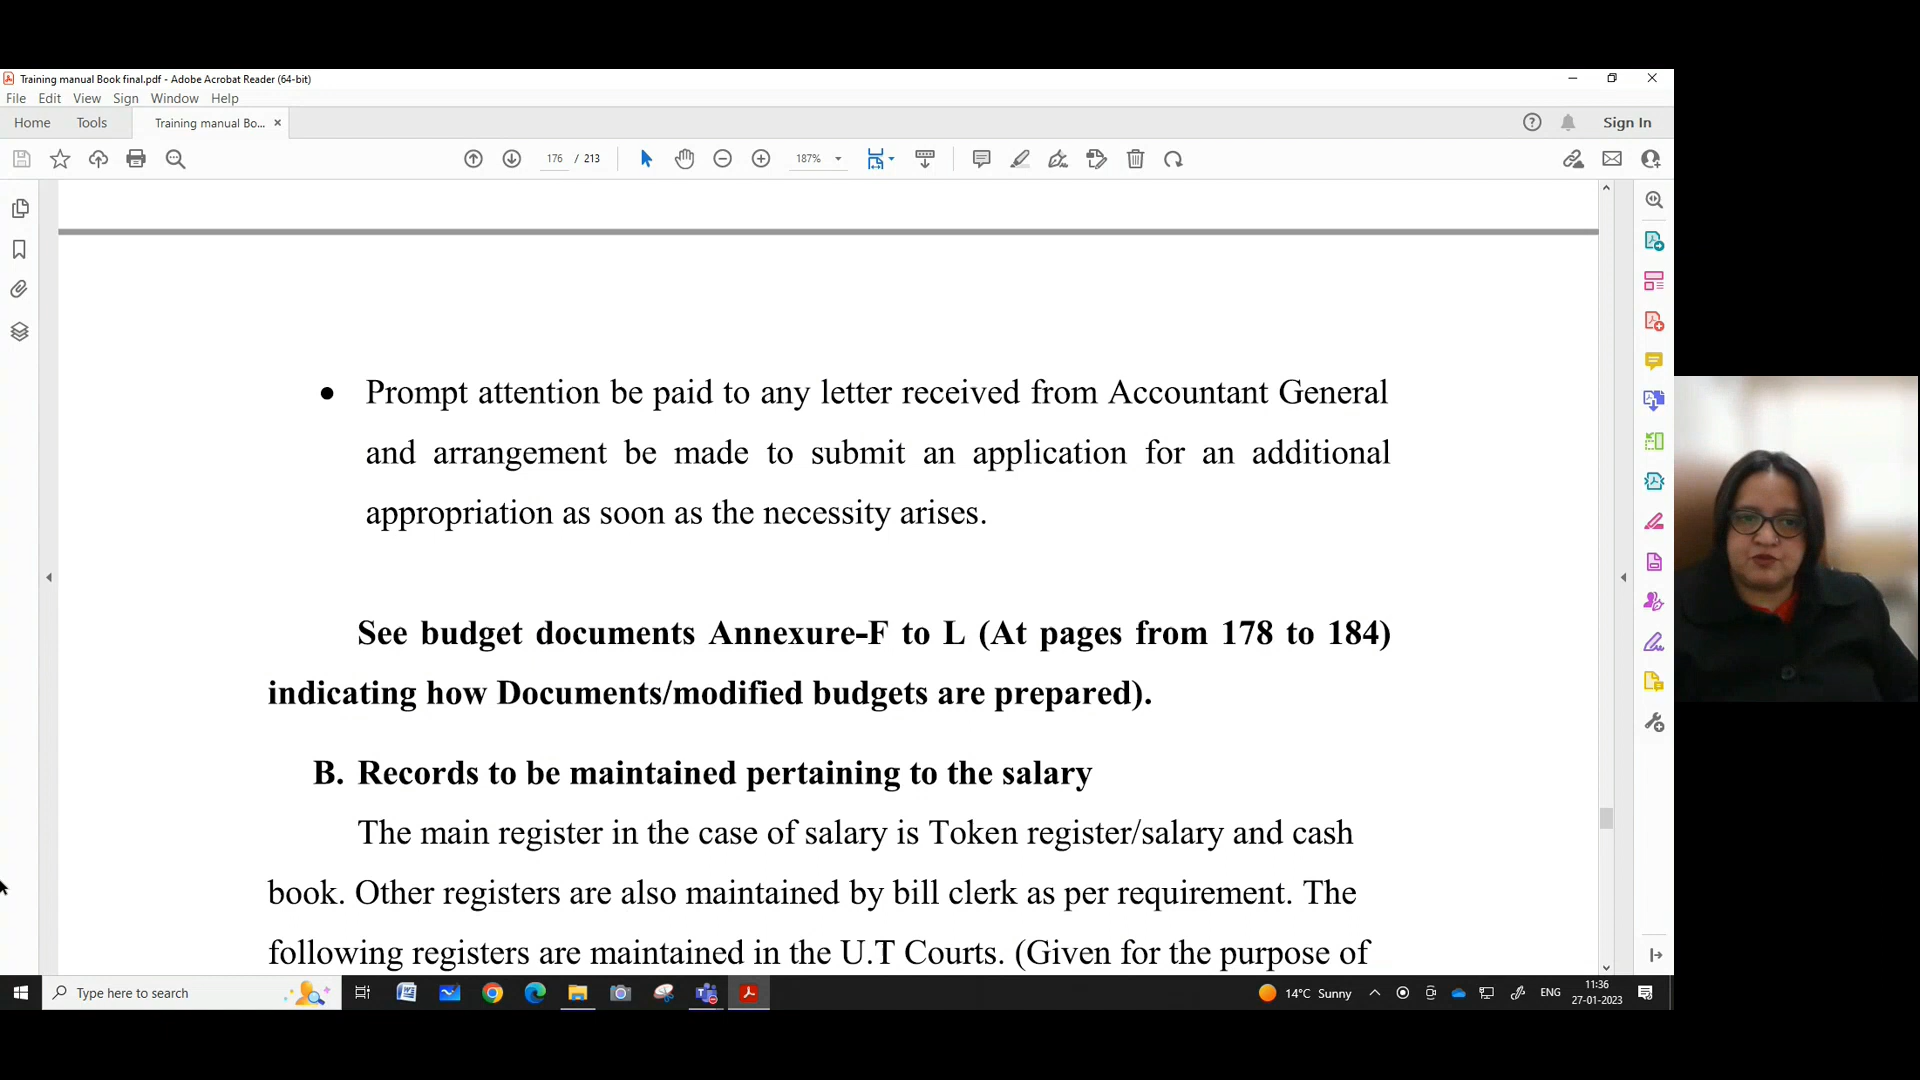 Training manual Book final.pdf - Adobe Acrobat Reader (64-bit)
File Edit View Sign Window Help
Home Tools Training manual Bo... × Sign In
176 / 213 187%
• Prompt attention be paid to any letter received from Accountant General
and arrangement be made to submit an application for an additional
appropriation as soon as the necessity arises.
See budget documents Annexure-F to L (At pages from 178 to 184)
indicating how Documents/modified budgets are prepared).
B. Records to be maintained pertaining to the salary
The main register in the case of salary is Token register/salary and cash
book. Other registers are also maintained by bill clerk as per requirement. The
following registers are maintained in the U.T Courts. (Given for the purpose of
Type here to search
14°C Sunny
ENG
11:36
27-01-2023